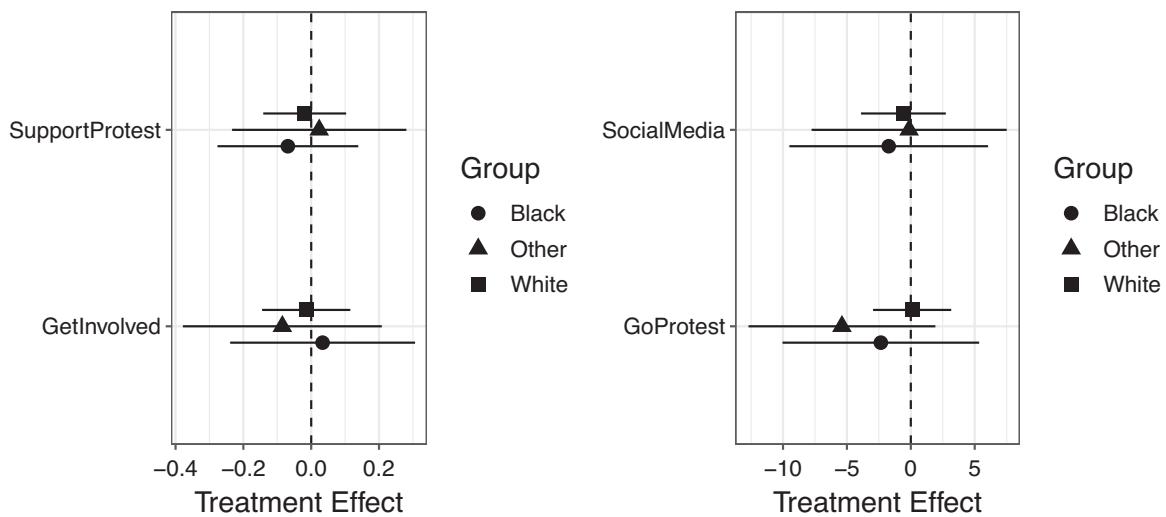 SupportProtest
GetInvolved
−0.4 −0.2 0.0 0.2
Treatment Effect
Group
Black
Other
White
SocialMedia
GoProtest
−10 −5 0 5
Treatment Effect
Group
Black
Other
White